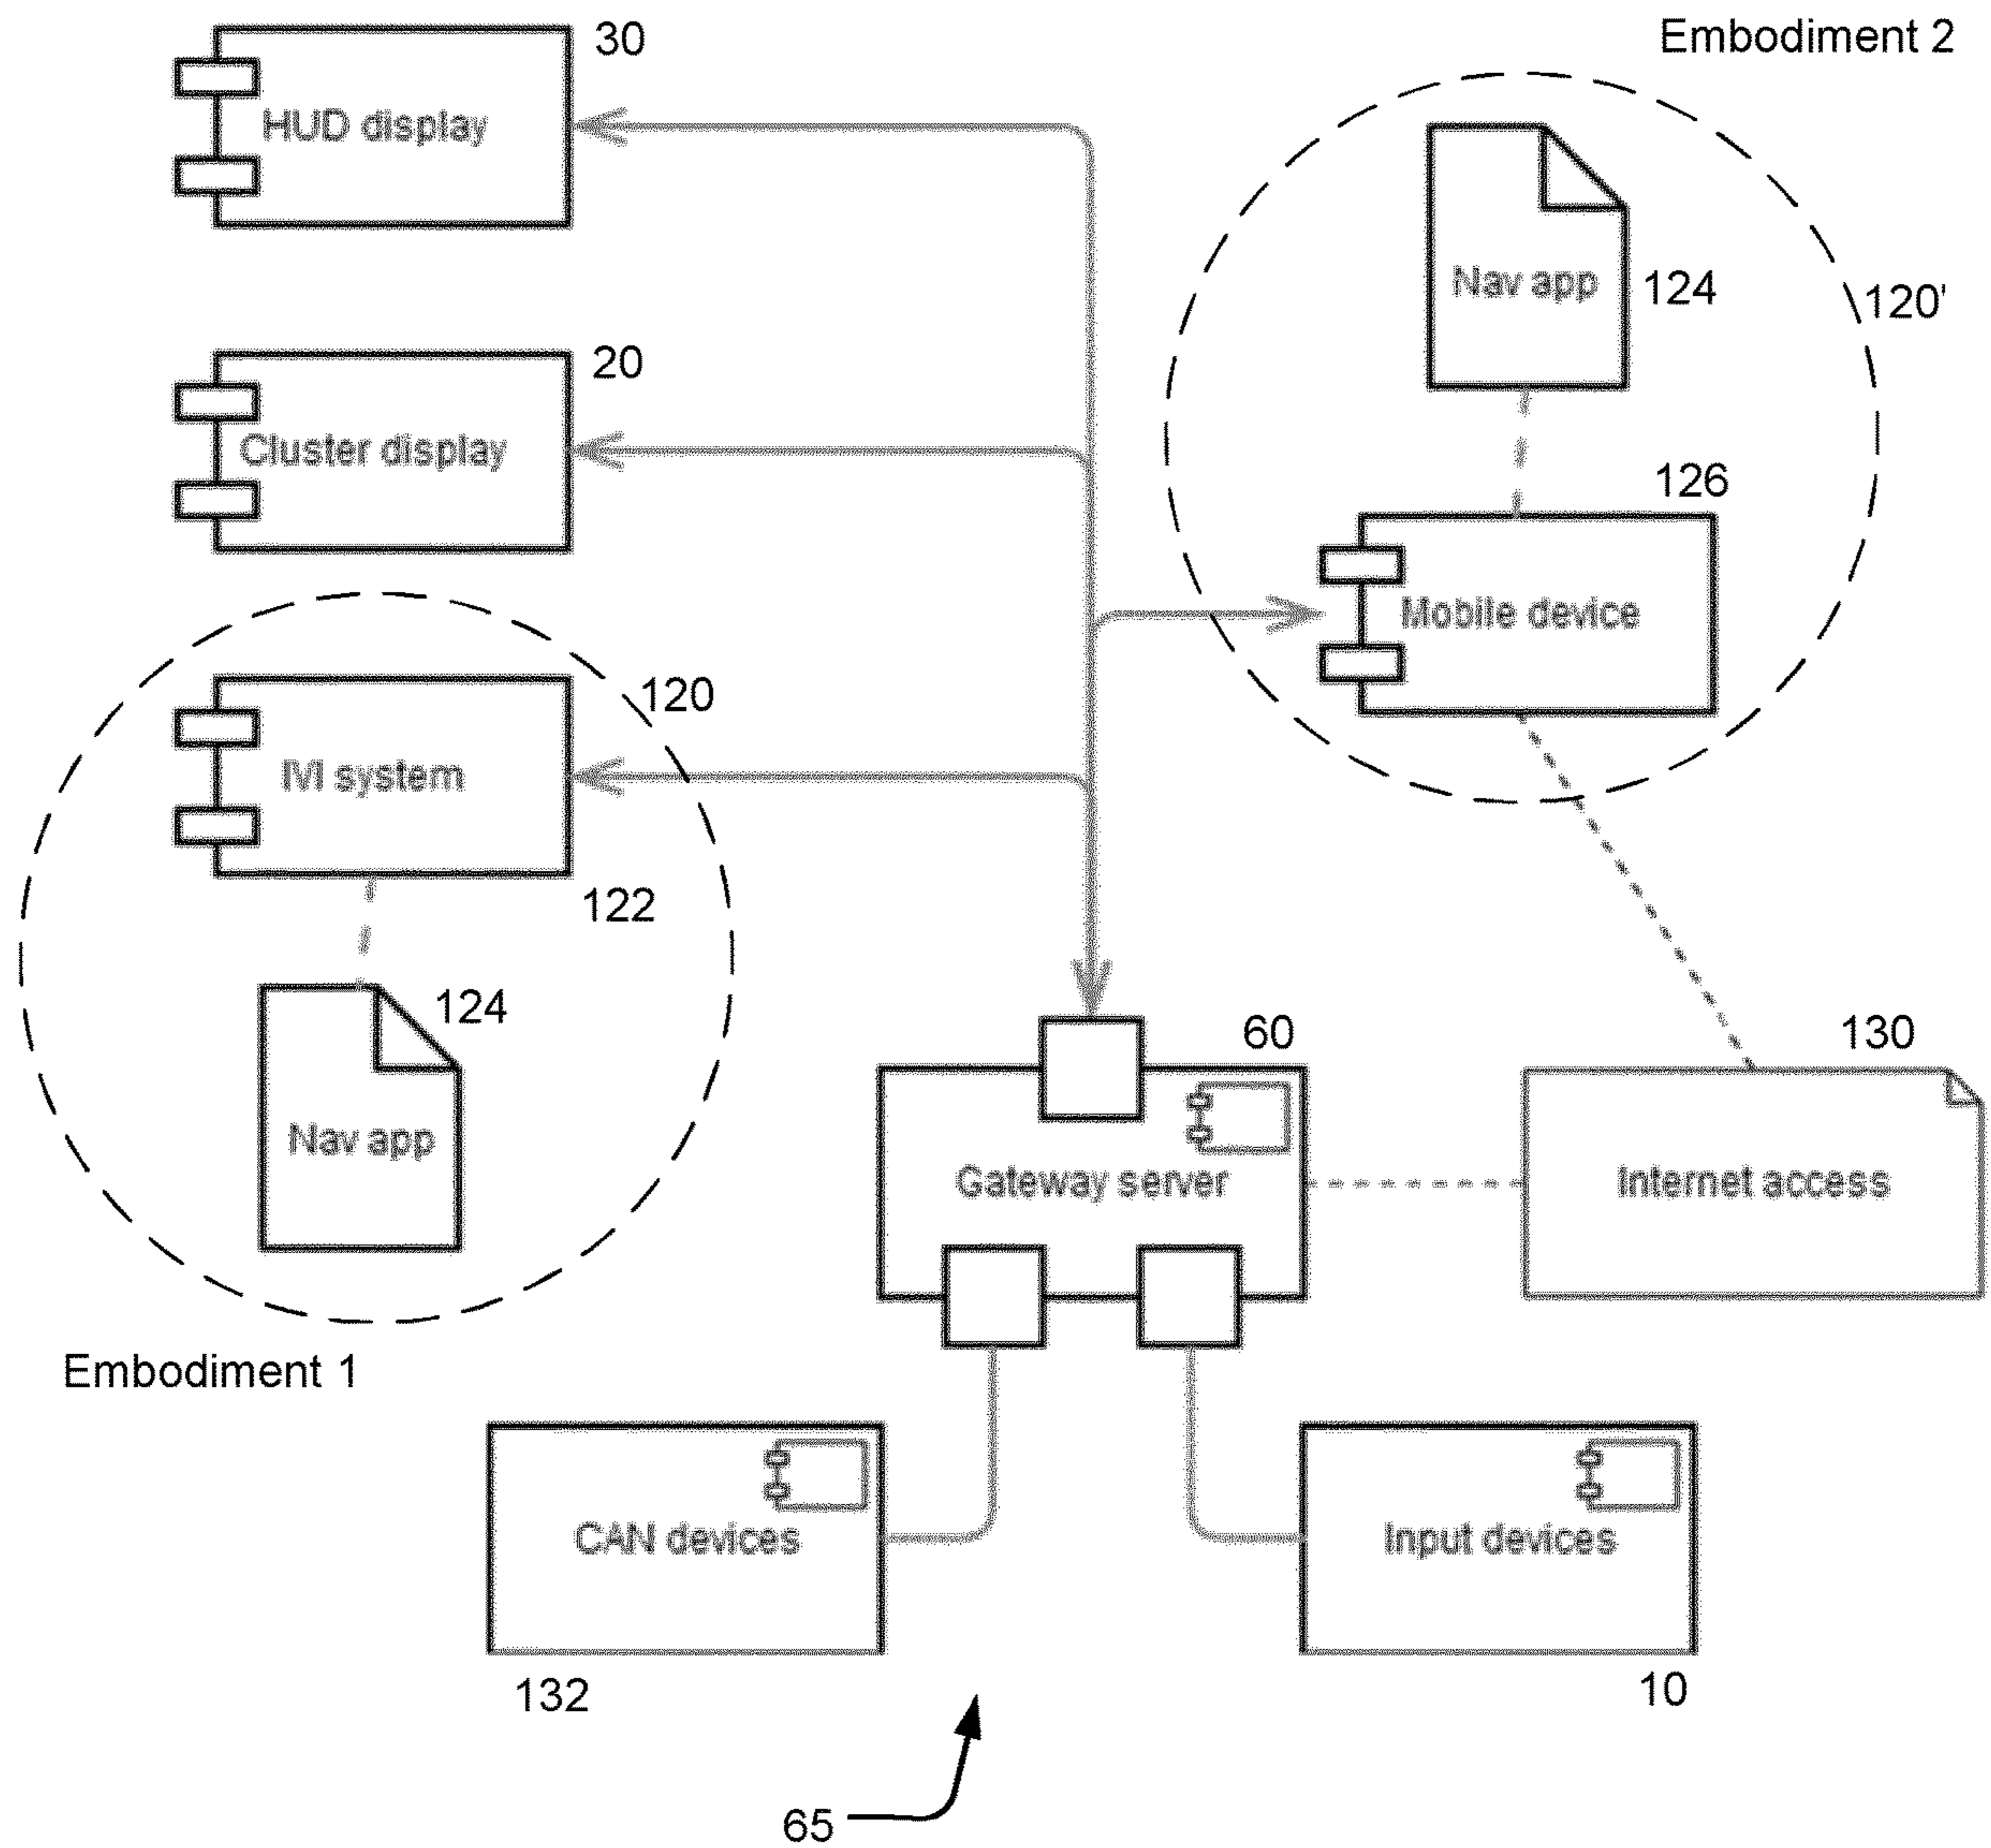 30
Embodiment 2
HUD display
Nav app
124
120'
20
Cluster display
126
Mobile device
120
IVI system
122
124
Nav app
60
130
Gateway server
Internet access
Embodiment 1
CAN devices
Input devices
132
10
65